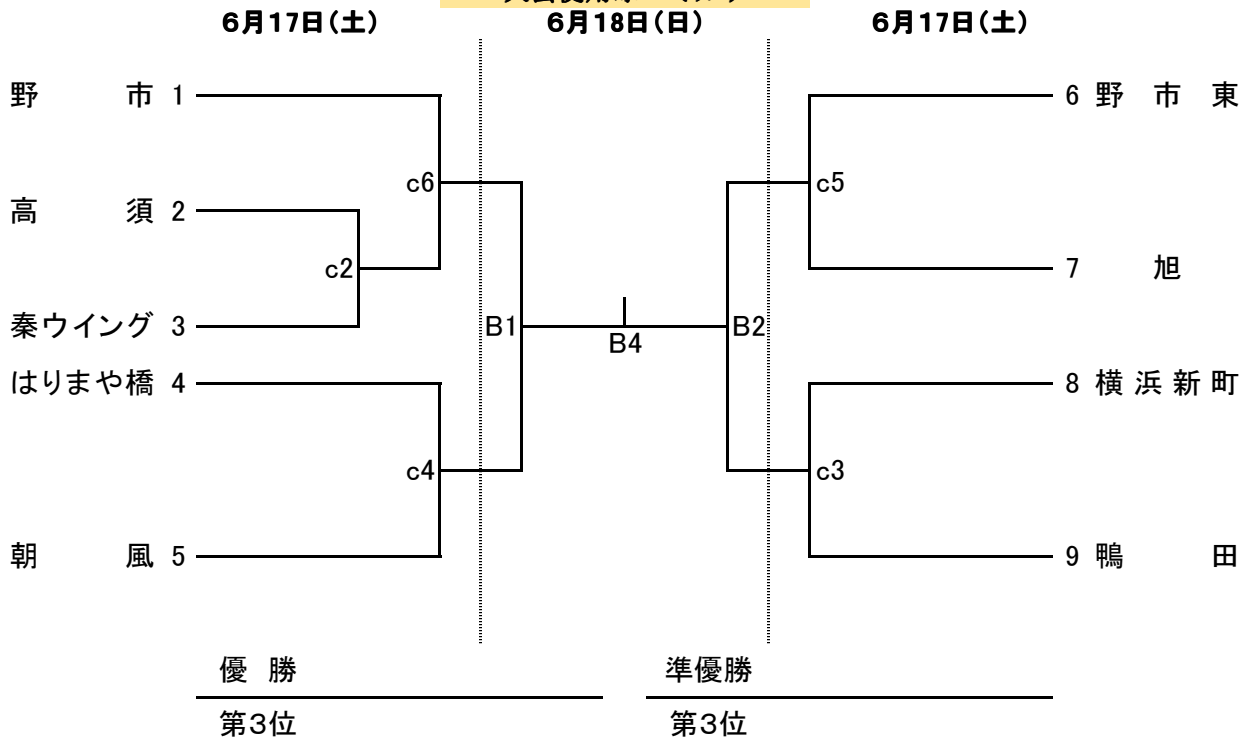 6月17日(土) 6月18日(日) 6月17日(土)
野市 1
6 野市東
c6
c5
高須 2
c2
7 旭
秦ウイング 3
B1
B4
B2
はりまや橋 4
8 横浜新町
c4
c3
朝風 5
9 鴨田
優勝 準優勝
第3位 第3位